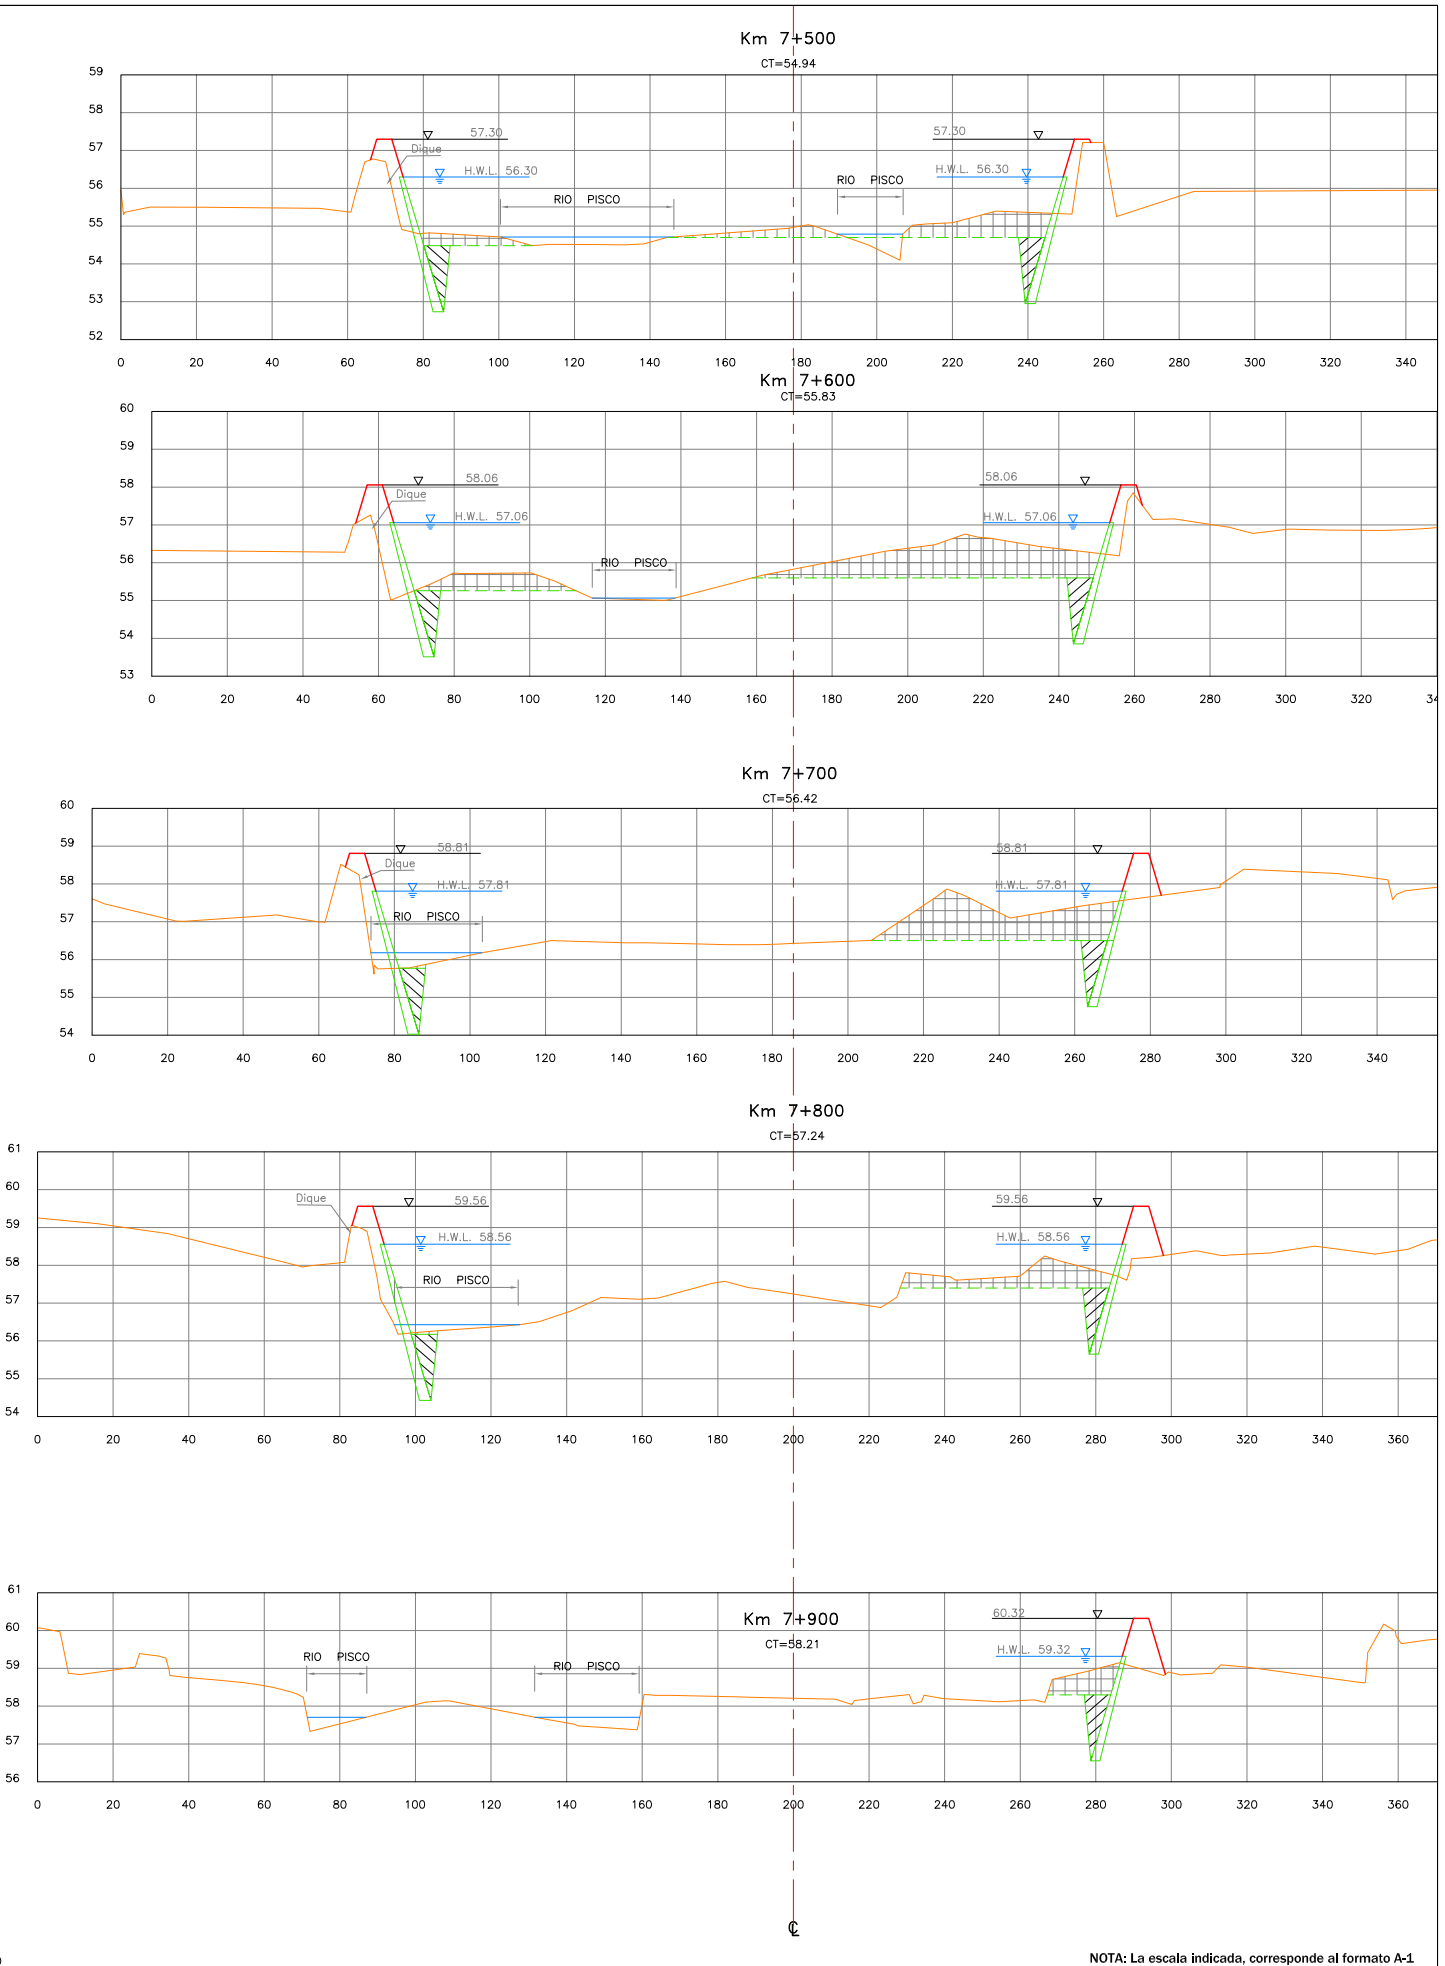 Km 7+500
CT=54.94
59
58
57
56
55
54
53
52
57.30
57.30
Dique
H.W.L. 56.30
H.W.L. 56.30
RIO PISCO
RIO PISCO
0 20 40 60 80 100 120 140 160 180 200 220 240 260 280 300 320 340
Km 7+600
CT=55.83
60
59
58
57
56
55
54
53
58.06
58.06
Dique
H.W.L. 57.06
H.W.L. 57.06
RIO PISCO
0 20 40 60 80 100 120 140 160 180 200 220 240 260 280 300 320
Km 7+700
CT=56.42
60
59
58
57
56
55
54
58.81
58.81
Dique
H.W.L. 57.81
H.W.L. 57.81
RIO PISCO
0 20 40 60 80 100 120 140 160 180 200 220 240 260 280 300 320 340
Km 7+800
CT=57.24
61
60
59
58
57
56
55
54
Dique
59.56
59.56
H.W.L. 58.56
H.W.L. 58.56
RIO PISCO
0 20 40 60 80 100 120 140 160 180 200 220 240 260 280 300 320 340 360
61
60
59
58
57
56
Km 7+900
CT=58.21
60.32
H.W.L. 59.32
RIO PISCO
RIO PISCO
0 20 40 60 80 100 120 140 160 180 200 220 240 260 280 300 320 340 360
NOTA: La escala indicada, corresponde al formato A-1